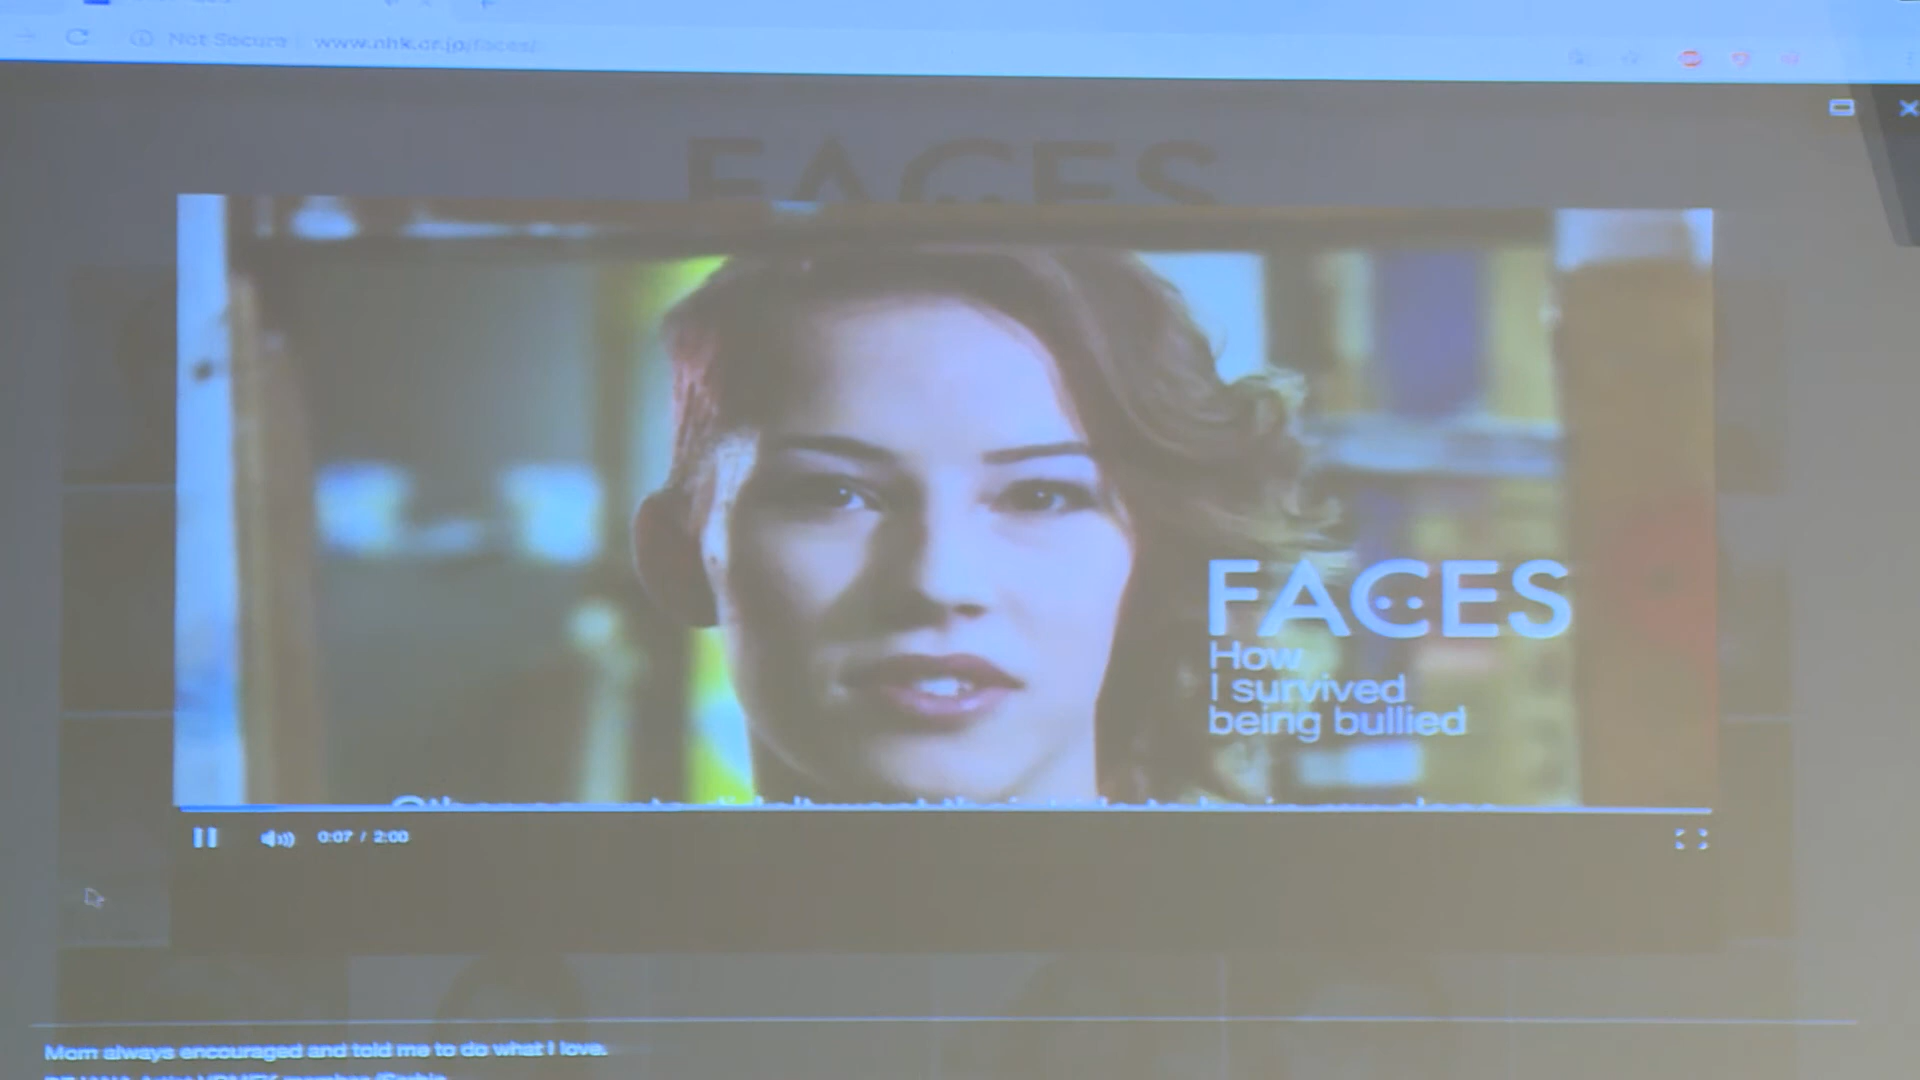 Not Secure www.nhk.or.jp/faces/
FACES
FACES
How
I survived
being bullied
0:07 / 2:00
Mom always encouraged and told me to do what I love.